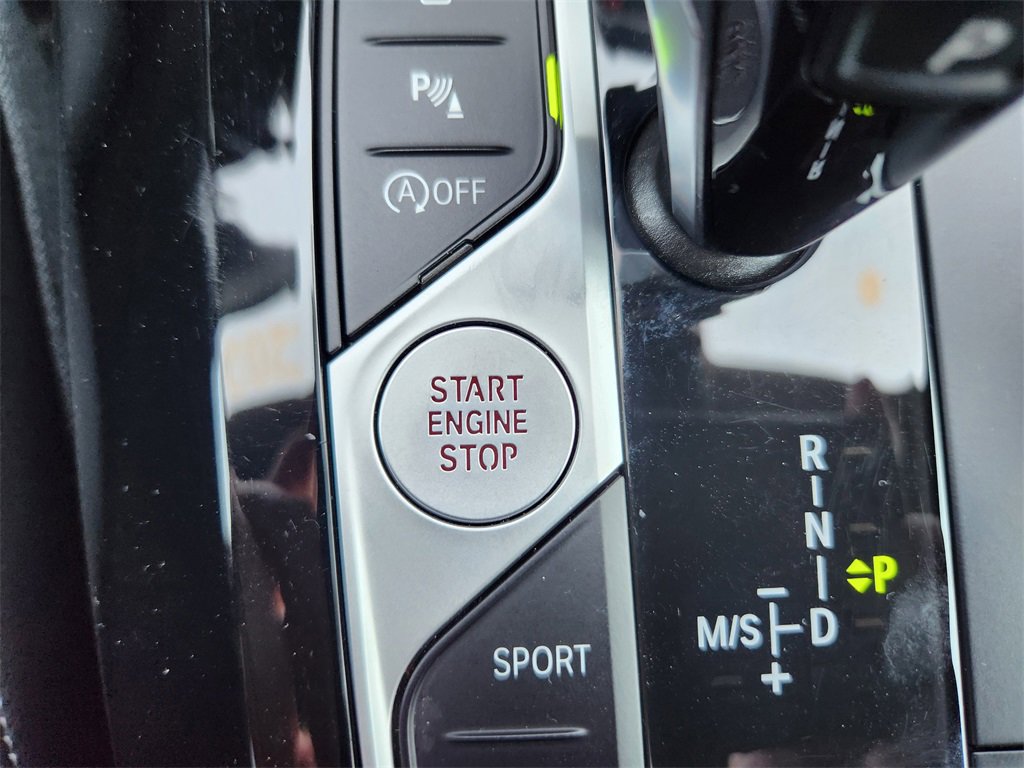 P
A OFF
START
ENGINE
STOP
SPORT
R
N
P
M/S D
+